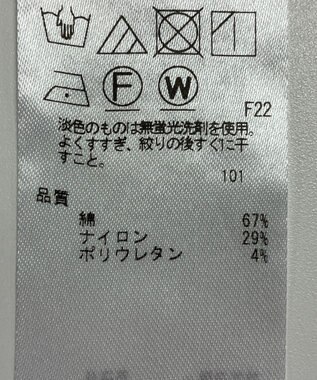 F W
F22
淡色のものは無蛍光洗剤を使用。
よくすすぎ、絞りの後すぐに干
すこと。
101
品質
綿 67%
ナイロン 29%
ポリウレタン 4%